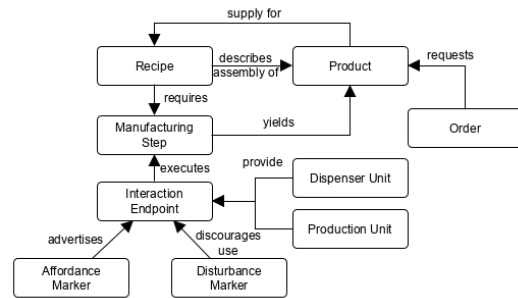 supply for
Recipe
describes
assembly of
Product
requests
requires
Manufacturing
Step
yields
Order
executes
provide
Interaction
Endpoint
Dispenser Unit
Production Unit
advertises
discourages
use
Affordance
Marker
Disturbance
Marker